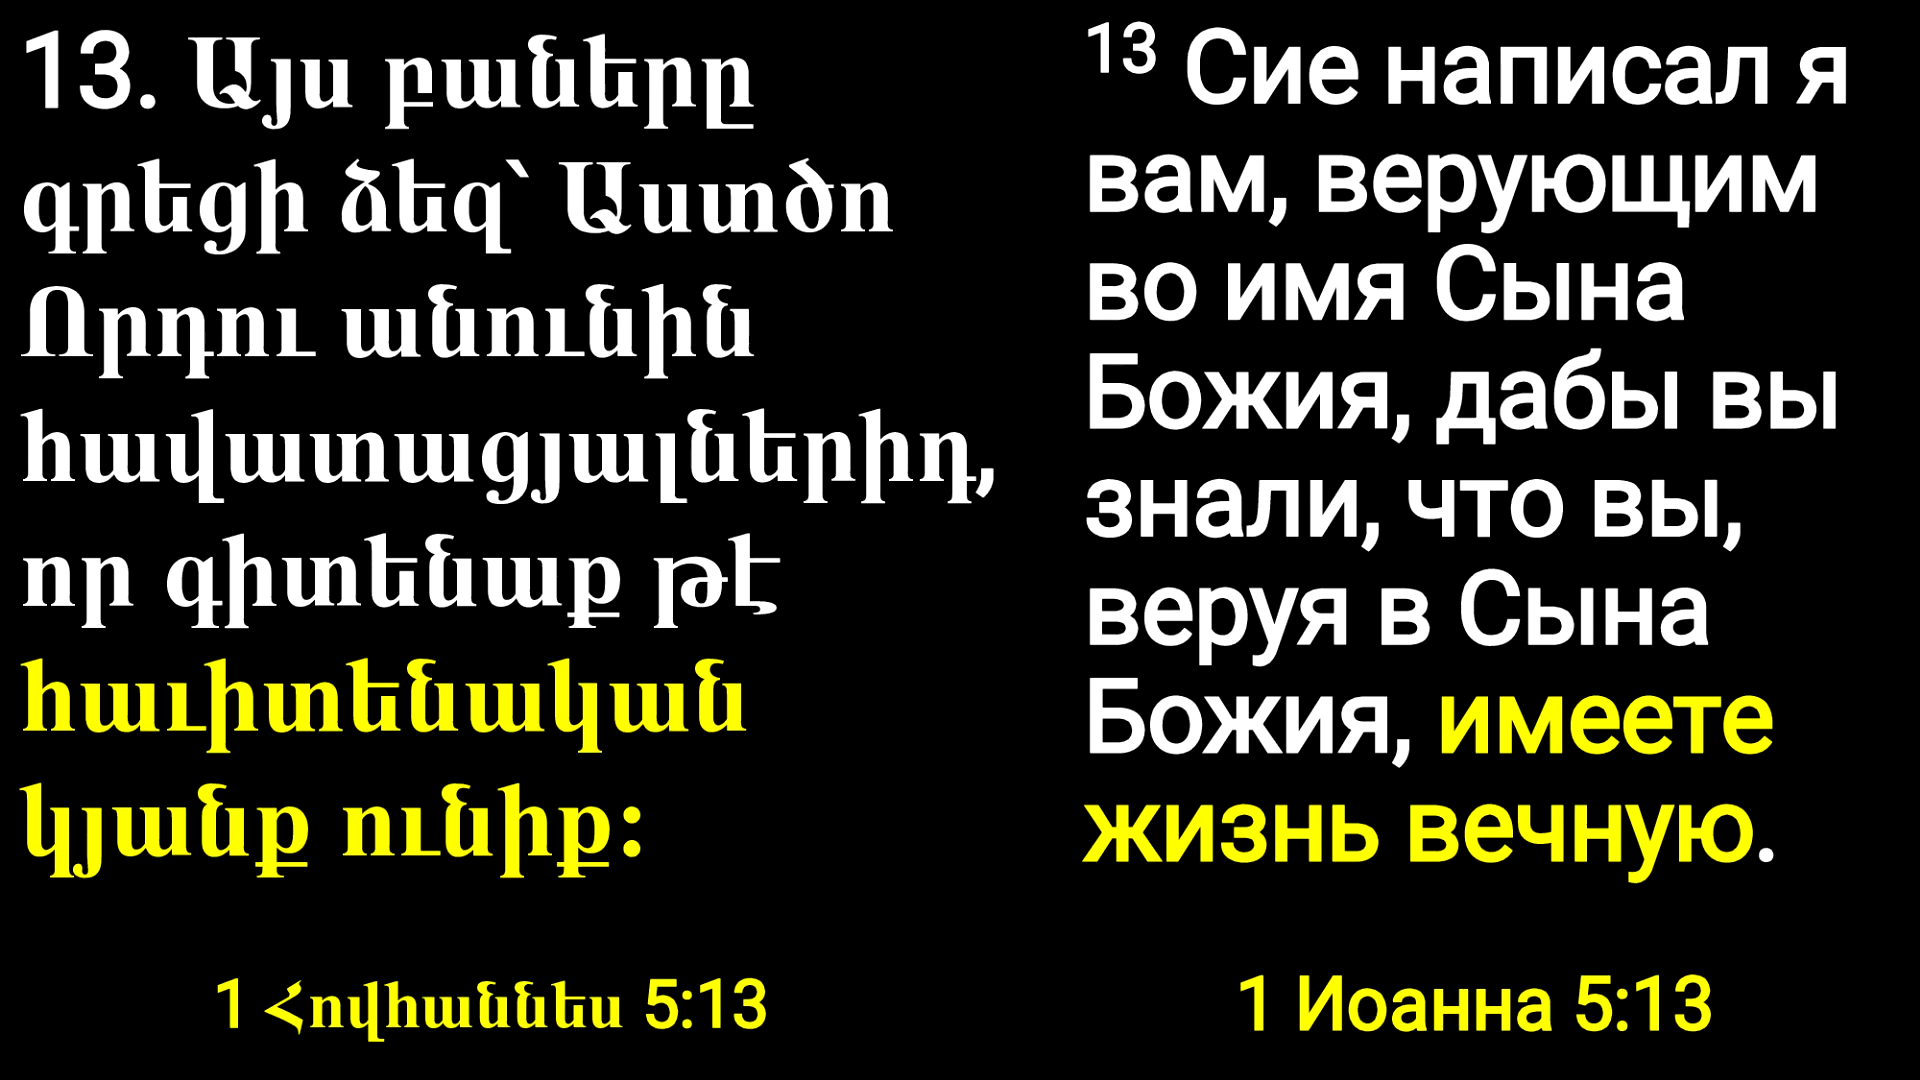 13. Այս բաները
գրեցի ձեզ՝ Աստծո
Որդու անունին
հավատացյալներիդ,
որ գիտենաք թէ
հաւիտենական
կյանք ունիք:
1 Հովհաննես 5:13
13 Сие написал я
вам, верующим
во имя Сына
Божия, дабы вы
знали, что вы,
веруя в Сына
Божия, имеете
жизнь вечную.
1 Иоанна 5:13